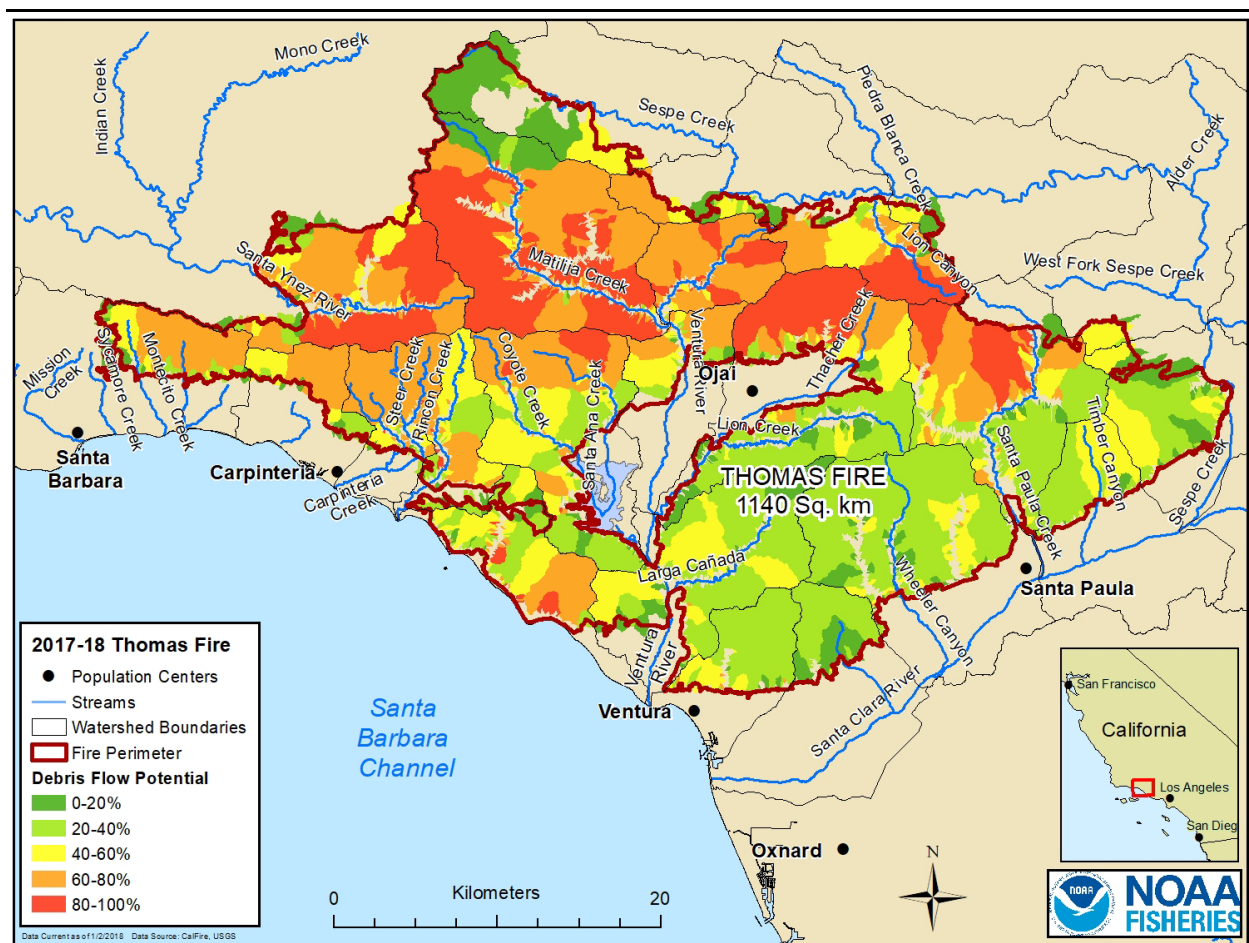 Mono Creek
Indian Creek
Sespe Creek
Piedra Blanca Creek
Alder Creek
Lion Canyon
West Fork Sespe Creek
Santa Ynez River
Matilija Creek
Ventura River
Thacher Creek
Mission
Creek
Sycamore Creek
Montecito Creek
Steer Creek
Rincon Creek
Coyote Creek
Santa Ana Creek
Ojai
Lion Creek
Santa
Barbara
Carpinteria
Carpinteria
Creek
THOMAS FIRE
1140 Sq. km
Santa Paula Creek
Timber Canyon
Sespe Creek
Larga Cañada
Wheeler Canyon
Santa Paula
Ventura
River
Ventura
Santa Clara River
Santa
Barbara
Channel
Oxnard
2017-18 Thomas Fire
Population Centers
Streams
Watershed Boundaries
Fire Perimeter
Debris Flow Potential
0-20%
20-40%
40-60%
60-80%
80-100%
Data Current as of 1/2/2018 Data Source: CalFire, USGS
Kilometers
0 20
N
San Francisco
California
Los Angeles
San Dieg
NOAA
NOAA
FISHERIES